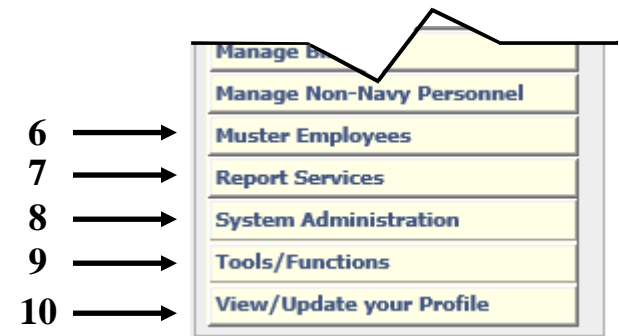 Manage
Manage Non-Navy Personnel
6 Muster Employees
7 Report Services
8 System Administration
9 Tools/Functions
10 View/Update your Profile